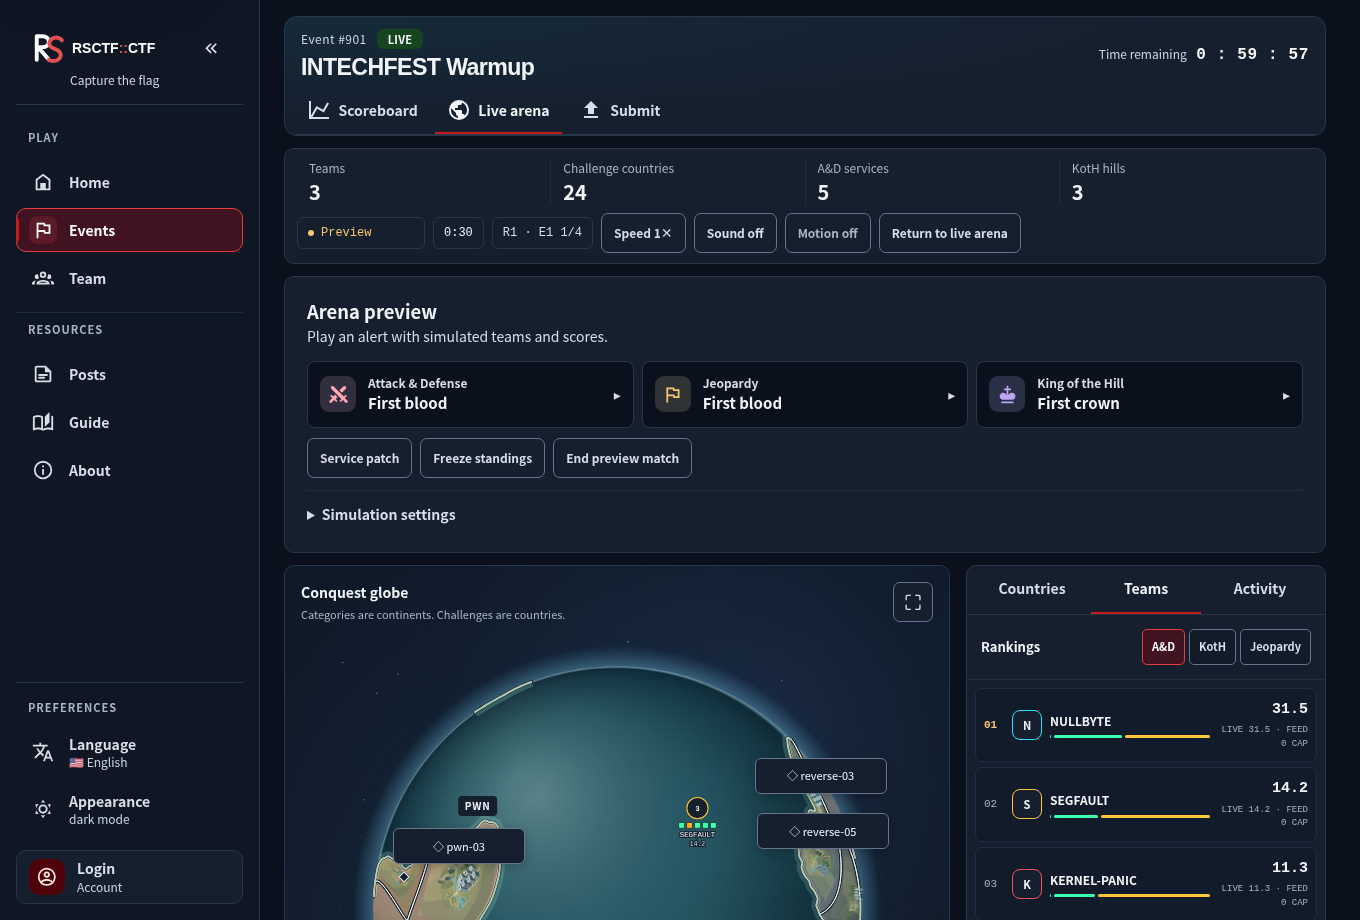 RSCTF::CTF
Capture the flag
PLAY
Home
Events
Team
RESOURCES
Posts
Guide
About
PREFERENCES
Language
🇺🇸 English
Appearance
dark mode
Login
Account
Event #901 LIVE
INTECHFEST Warmup
Time remaining 0 : 59 : 57
Scoreboard Live arena Submit
Teams Challenge countries A&D services KotH hills
3 24 5 3
Preview 0:30 R1 · E1 1/4 Speed 1× Sound off Motion off Return to live arena
Arena preview
Play an alert with simulated teams and scores.
Attack & Defense
First blood
Jeopardy
First blood
King of the Hill
First crown
Service patch Freeze standings End preview match
Simulation settings
Conquest globe
Categories are continents. Challenges are countries.
reverse-03
PWN
3
SEGFAULT
14.2
reverse-05
pwn-03
Countries Teams Activity
Rankings A&D KotH Jeopardy
01 N NULLBYTE 31.5
LIVE 31.5 · FEED
0 CAP
02 S SEGFAULT 14.2
LIVE 14.2 · FEED
0 CAP
03 K KERNEL-PANIC 11.3
LIVE 11.3 · FEED
0 CAP